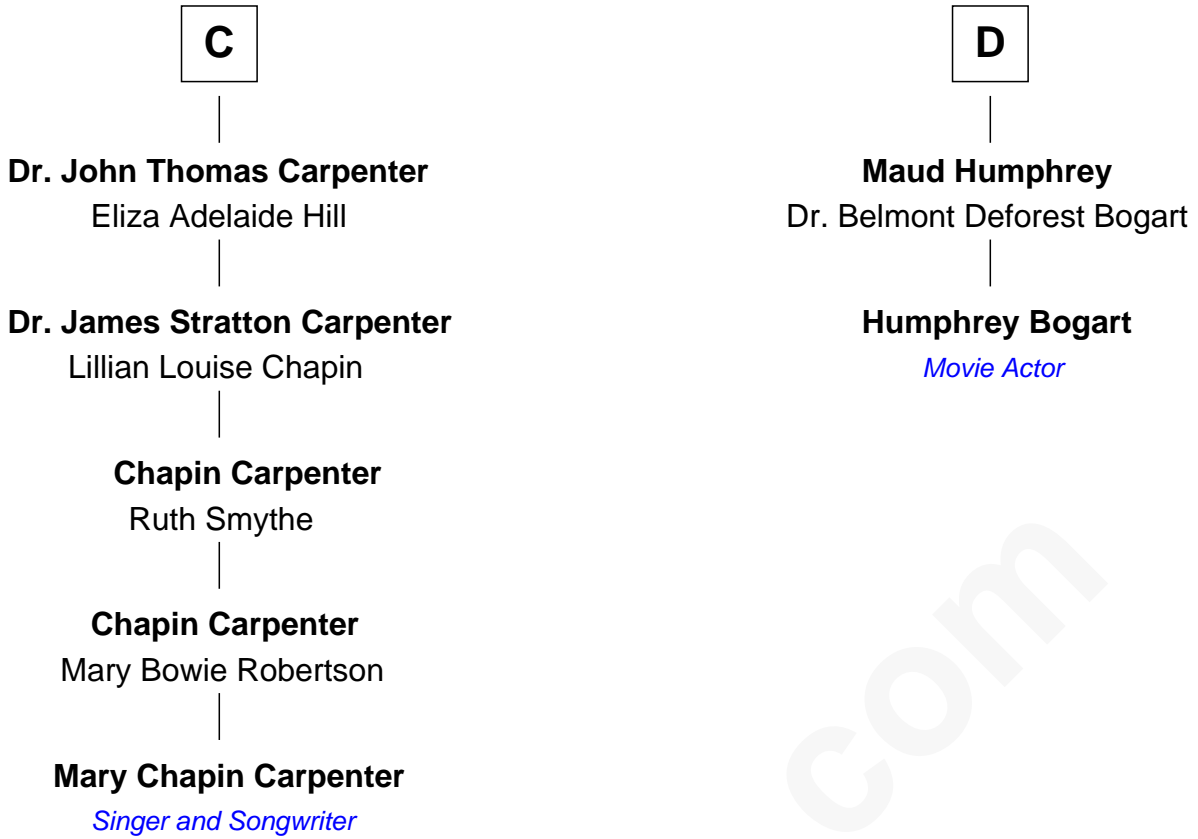 C
Dr. John Thomas Carpenter
Eliza Adelaide Hill
Dr. James Stratton Carpenter
Lillian Louise Chapin
Chapin Carpenter
Ruth Smythe
Chapin Carpenter
Mary Bowie Robertson
Mary Chapin Carpenter
Singer and Songwriter
D
Maud Humphrey
Dr. Belmont Deforest Bogart
Humphrey Bogart
Movie Actor
com